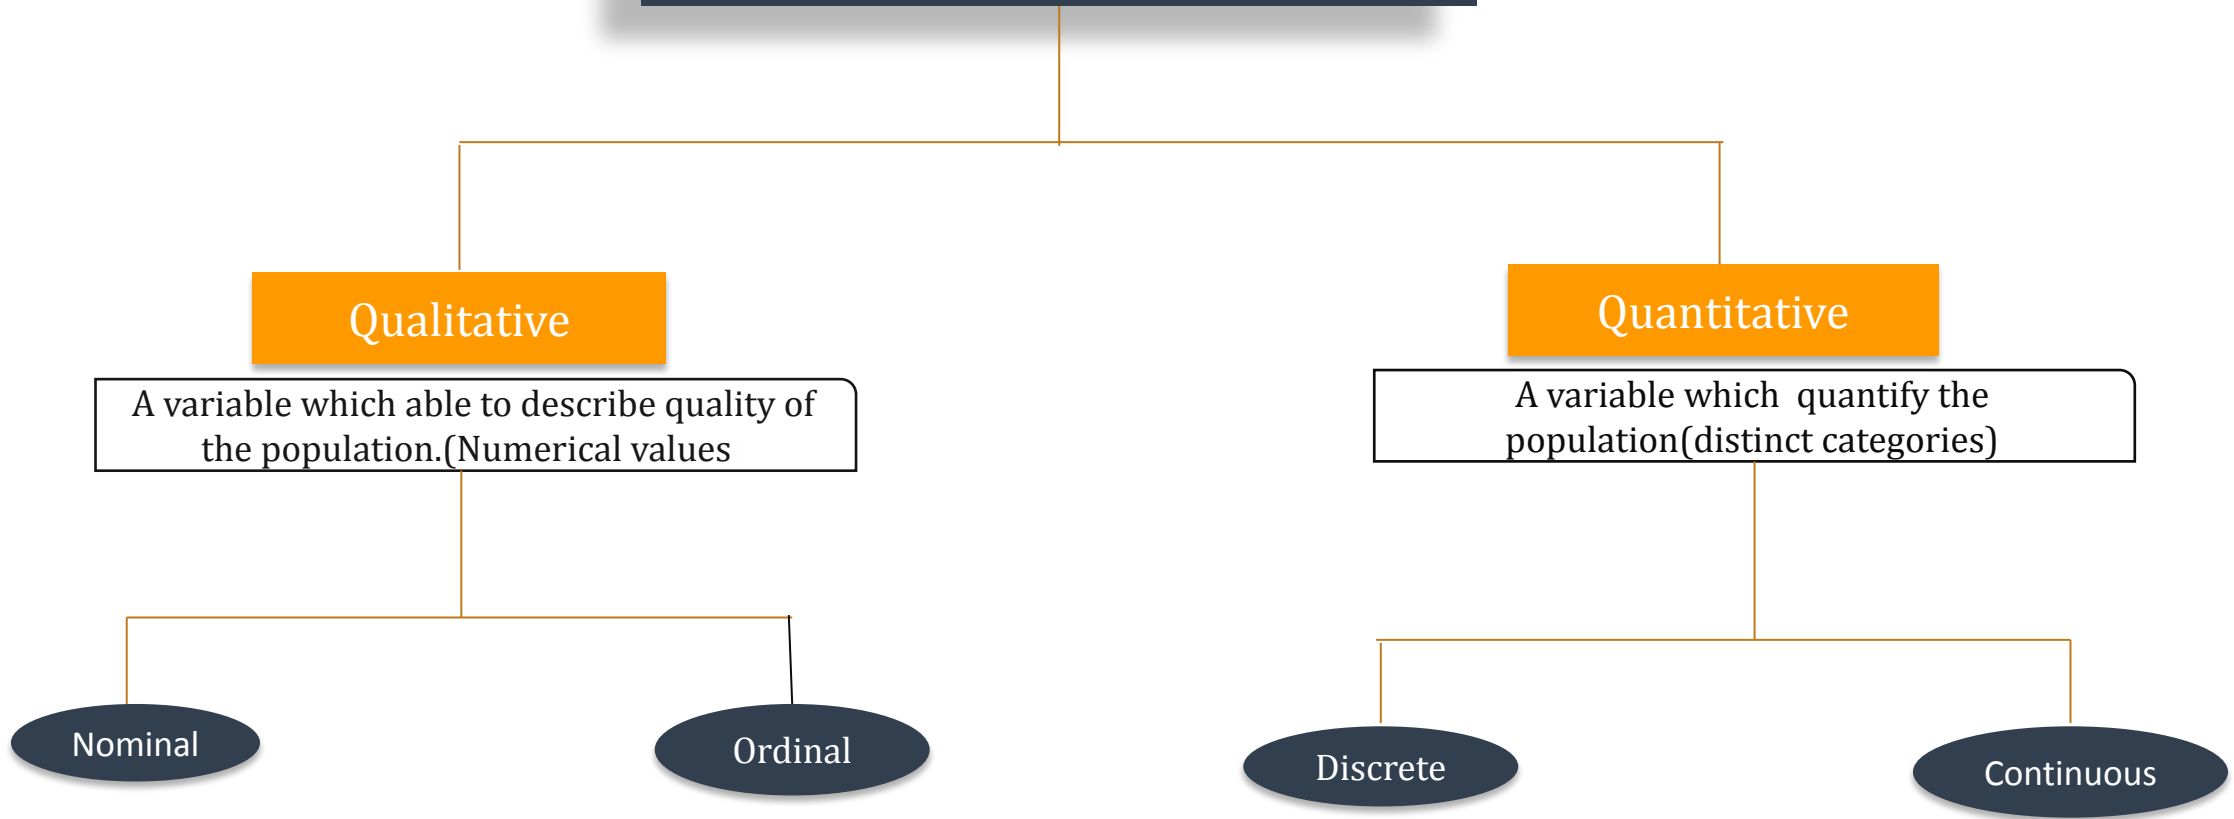 Qualitative
Quantitative
A variable which able to describe quality of
the population.(Numerical values
A variable which  quantify the
population(distinct categories)
Nominal
Ordinal
Discrete
Continuous